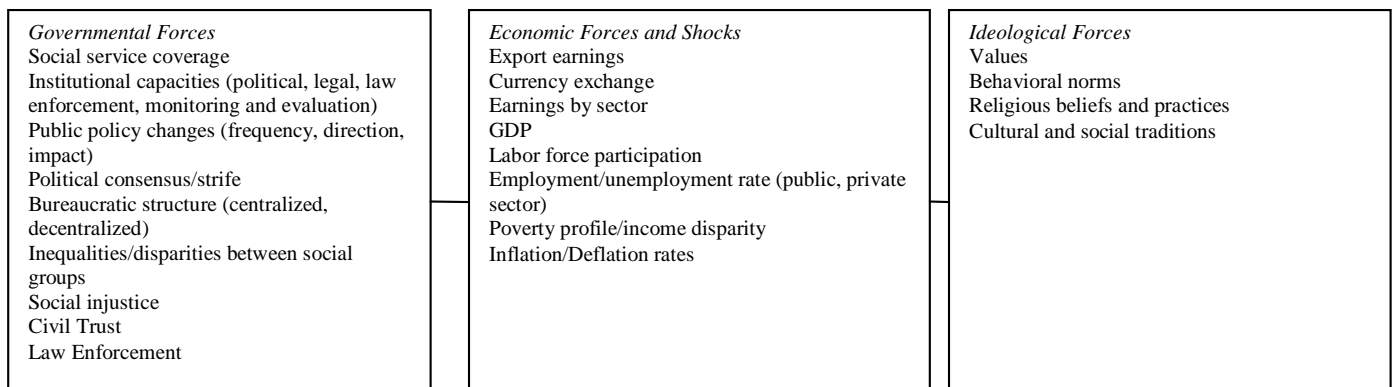 Governmental Forces
Social service coverage
Institutional capacities (political, legal, law
enforcement, monitoring and evaluation)
Public policy changes (frequency, direction,
impact)
Political consensus/strife
Bureaucratic structure (centralized,
decentralized)
Inequalities/disparities between social
groups
Social injustice
Civil Trust
Law Enforcement
Economic Forces and Shocks
Export earnings
Currency exchange
Earnings by sector
GDP
Labor force participation
Employment/unemployment rate (public, private
sector)
Poverty profile/income disparity
Inflation/Deflation rates
Ideological Forces
Values
Behavioral norms
Religious beliefs and practices
Cultural and social traditions